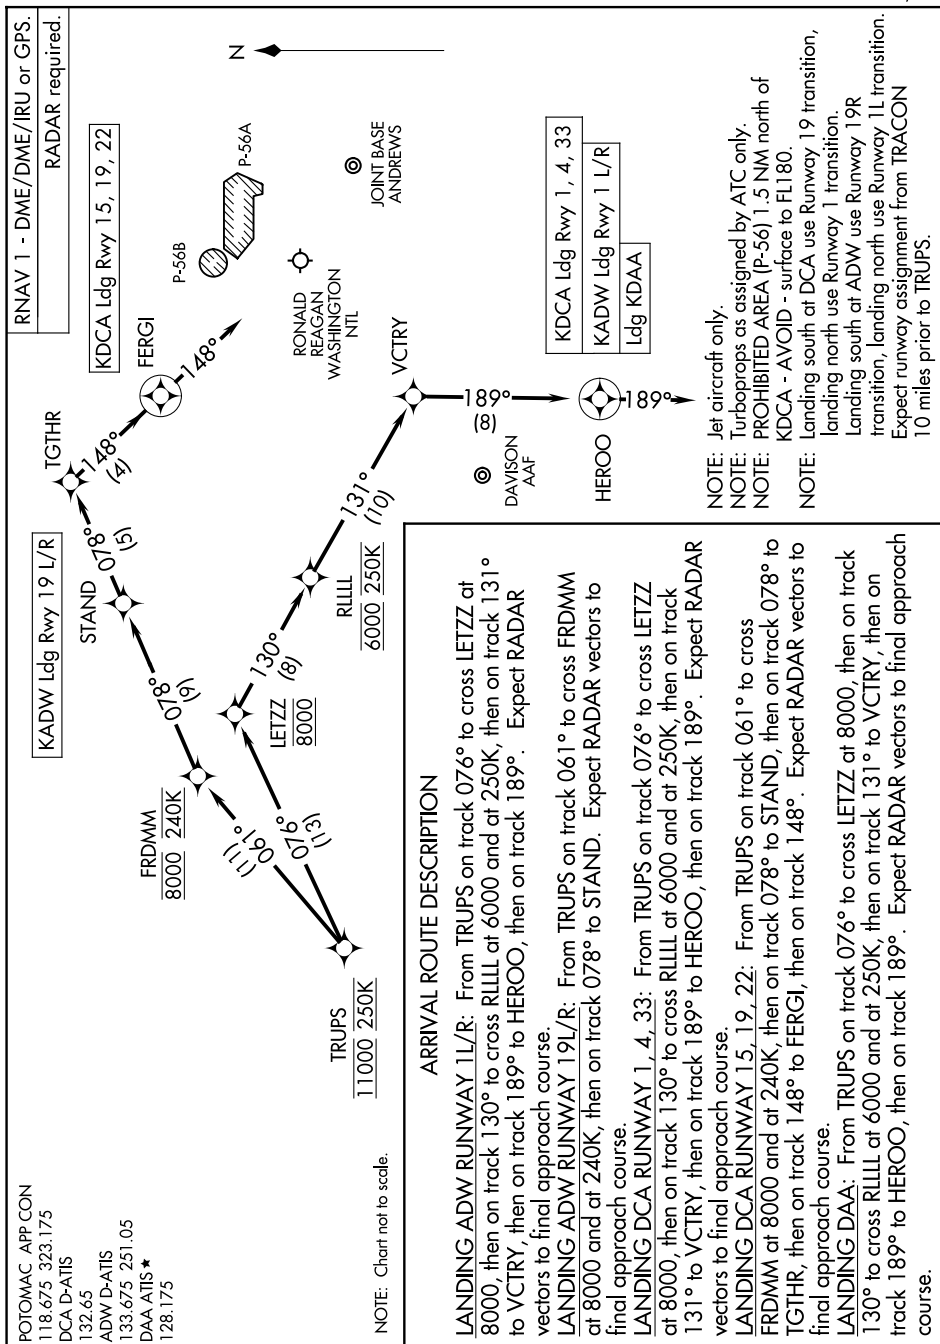 RNAV 1 - DME/DME/IRU or GPS.
RADAR required.
POTOMAC APP CON
118.675 323.175
DCA D-ATIS
132.65
ADW D-ATIS
133.675 251.05
DAA ATIS ★
128.175
NOTE: Chart not to scale.
N
KADW Ldg Rwy 19 L/R
KDCA Ldg Rwy 15, 19, 22
P-56B
P-56A
RONALD
REAGAN
WASHINGTON
NTL
JOINT BASE
ANDREWS
DAVISON
AAF
TRUPS
11000 250K
061°
(11)
076°
(13)
FRDMM
8000 240K
078°
(9)
STAND
078°
(5)
TGTHR
148°
(4)
FERGI
148°
LETZZ
8000
130°
(8)
RLLLL
6000 250K
131°
(10)
VCTRY
189°
(8)
HEROO
189°
KDCA Ldg Rwy 1, 4, 33
KADW Ldg Rwy 1 L/R
Ldg KDAA
ARRIVAL ROUTE DESCRIPTION
LANDING ADW RUNWAY 1L/R: From TRUPS on track 076° to cross LETZZ at
8000, then on track 130° to cross RLLLL at 6000 and at 250K, then on track 131°
to VCTRY, then on track 189° to HEROO, then on track 189°. Expect RADAR
vectors to final approach course.
LANDING ADW RUNWAY 19L/R: From TRUPS on track 061° to cross FRDMM
at 8000 and at 240K, then on track 078° to STAND. Expect RADAR vectors to
final approach course.
LANDING DCA RUNWAY 1, 4, 33: From TRUPS on track 076° to cross LETZZ
at 8000, then on track 130° to cross RLLLL at 6000 and at 250K, then on track
131° to VCTRY, then on track 189° to HEROO, then on track 189°. Expect RADAR
vectors to final approach course.
LANDING DCA RUNWAY 15, 19, 22: From TRUPS on track 061° to cross
FRDMM at 8000 and at 240K, then on track 078° to STAND, then on track 078° to
TGTHR, then on track 148° to FERGI, then on track 148°. Expect RADAR vectors to
final approach course.
LANDING DAA: From TRUPS on track 076° to cross LETZZ at 8000, then on track
130° to cross RLLLL at 6000 and at 250K, then on track 131° to VCTRY, then on
track 189° to HEROO, then on track 189°. Expect RADAR vectors to final approach
course.
NOTE: Jet aircraft only.
NOTE: Turboprops as assigned by ATC only.
NOTE: PROHIBITED AREA (P-56) 1.5 NM north of
KDCA - AVOID - surface to FL180.
NOTE: Landing south at DCA use Runway 19 transition,
landing north use Runway 1 transition.
Landing south at ADW use Runway 19R
transition, landing north use Runway 1L transition.
Expect runway assignment from TRACON
10 miles prior to TRUPS.